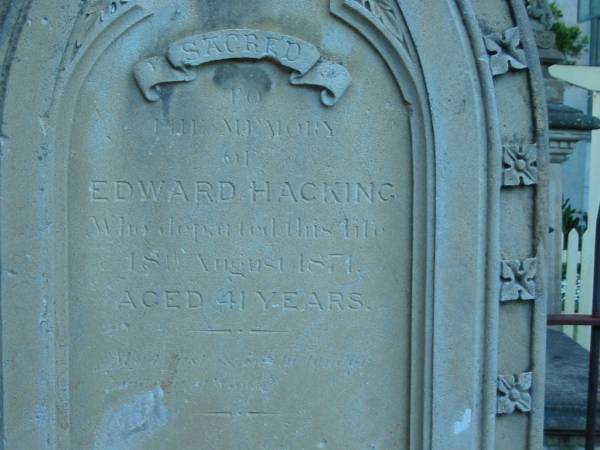 SACRED
TO
THE MEMORY
OF
EDWARD HACKING
Who departed this life
18th August 1871.
AGED 41 YEARS.